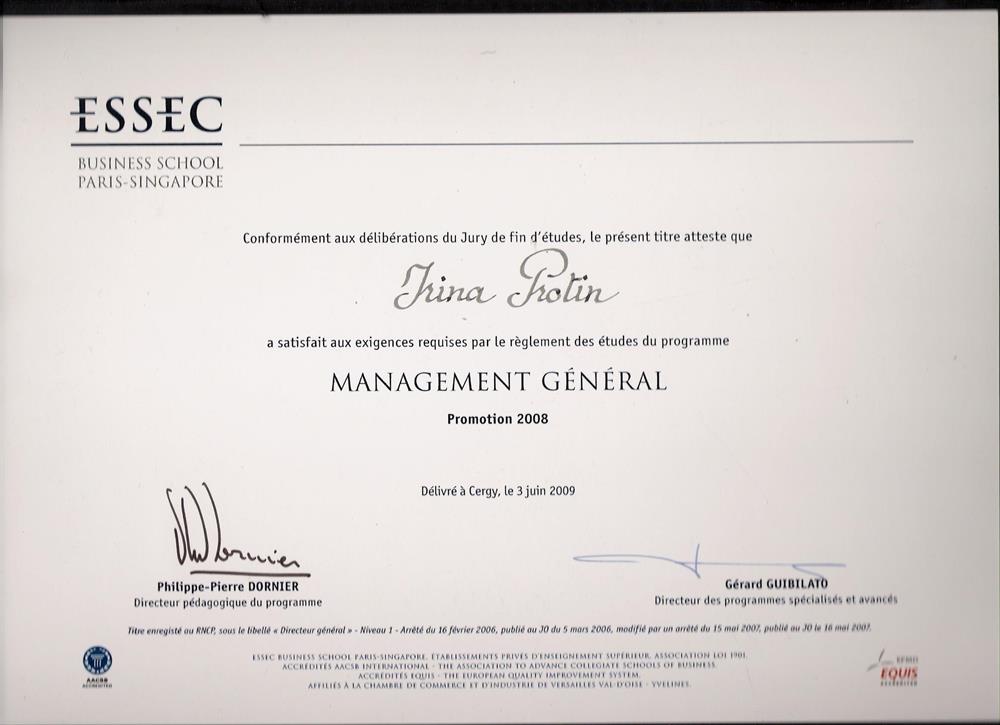 ESSEC
BUSINESS SCHOOL
PARIS-SINGAPORE
Conformément aux délibérations du Jury de fin d'études, le présent titre atteste que
Irina Protin
a satisfait aux exigences requises par le règlement des études du programme
MANAGEMENT GÉNÉRAL
Promotion 2008
Délivré à Cergy, le 3 juin 2009
Dornier
Philippe-Pierre DORNIER
Directeur pédagogique du programme
Gérard GUIBILATO
Directeur des programmes spécialisés et avancés
Titre enregisté au RNCP, sous le libellé « Directeur général » - Niveau 1 - Arrêté du 16 février 2006, publié au JO du 5 mars 2006, modifié par un arrêté du 15 mai 2007, publié au JO le 16 mai 2007.
ESSEC BUSINESS SCHOOL PARIS-SINGAPORE, ÉTABLISSEMENTS PRIVÉS D'ENSEIGNEMENT SUPÉRIEUR, ASSOCIATION LOI 1901,
ACCRÉDITÉS AACSB INTERNATIONAL - THE ASSOCIATION TO ADVANCE COLLEGIATE SCHOOLS OF BUSINESS,
ACCRÉDITÉS EQUIS - THE EUROPEAN QUALITY IMPROVEMENT SYSTEM,
AFFILIÉS À LA CHAMBRE DE COMMERCE ET D'INDUSTRIE DE VERSAILLES VAL D'OISE - YVELINES.
AACSB
ACCREDITED
EFMD
EQUIS
ACCREDITED